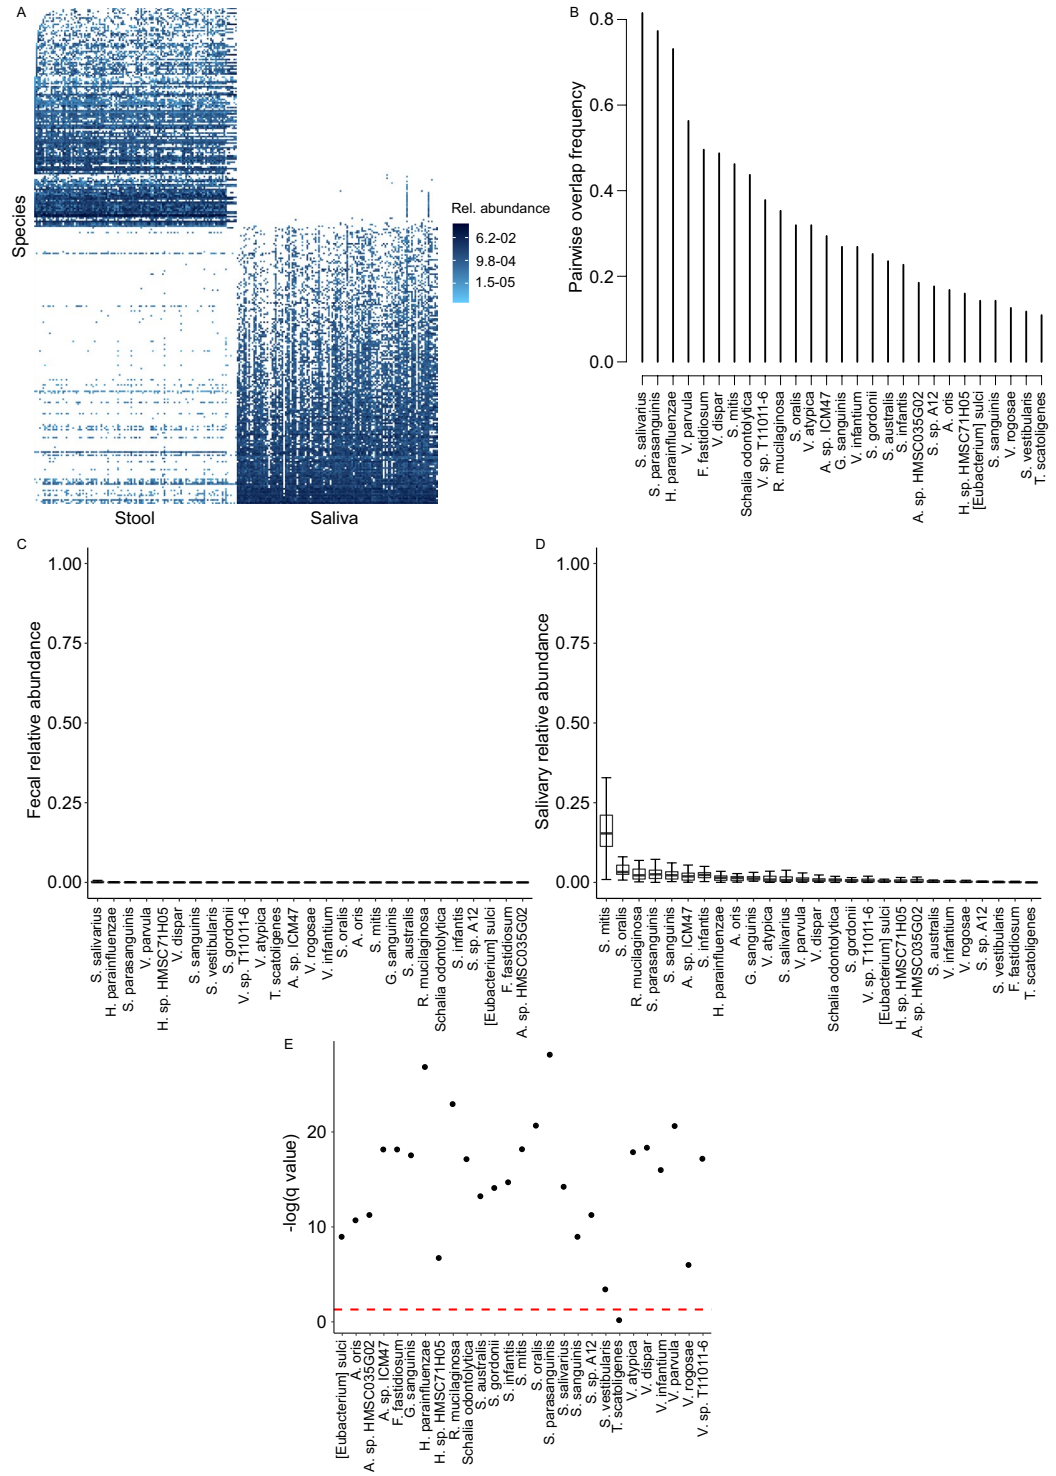 A
Species
Stool
Saliva
Rel. abundance
6.2-02
9.8-04
1.5-05
B
Pairwise overlap frequency
0.8
0.6
0.4
0.2
0.0
S. salivarius
S. parasanguinis
H. parainfluenzae
V. parvula
F. fastidiosum
V. dispar
S. mitis
Schalia odontolytica
V. sp. T11011-6
R. mucilaginosa
S. oralis
V. atypica
A. sp. ICM47
G. sanguinis
V. infantium
S. gordonii
S. australis
S. infantis
A. sp. HMSC035G02
S. sp. A12
A. oris
H. sp. HMSC71H05
[Eubacterium] sulci
S. sanguinis
V. rogosae
S. vestibularis
T. scatoligenes
C
Fecal relative abundance
1.00
0.75
0.50
0.25
0.00
S. salivarius
H. parainfluenzae
S. parasanguinis
V. parvula
H. sp. HMSC71H05
V. dispar
S. sanguinis
S. vestibularis
S. gordonii
V. sp. T11011-6
V. atypica
T. scatoligenes
A. sp. ICM47
V. rogosae
V. infantium
S. oralis
A. oris
S. mitis
G. sanguinis
S. australis
R. mucilaginosa
Schalia odontolytica
S. infantis
S. sp. A12
[Eubacterium] sulci
F. fastidiosum
A. sp. HMSC035G02
D
Salivary relative abundance
1.00
0.75
0.50
0.25
0.00
S. mitis
S. oralis
R. mucilaginosa
S. parasanguinis
S. sanguinis
A. sp. ICM47
S. infantis
H. parainfluenzae
A. oris
G. sanguinis
V. atypica
S. salivarius
V. parvula
V. dispar
Schalia odontolytica
S. gordonii
V. sp. T11011-6
[Eubacterium] sulci
H. sp. HMSC71H05
A. sp. HMSC035G02
S. australis
V. infantium
V. rogosae
S. sp. A12
S. vestibularis
F. fastidiosum
T. scatoligenes
E
-log(q value)
20
10
0
[Eubacterium] sulci
A. oris
A. sp. HMSC035G02
A. sp. ICM47
F. fastidiosum
G. sanguinis
H. parainfluenzae
H. sp. HMSC71H05
R. mucilaginosa
Schalia odontolytica
S. australis
S. gordonii
S. infantis
S. mitis
S. oralis
S. parasanguinis
S. salivarius
S. sanguinis
S. sp. A12
S. vestibularis
T. scatoligenes
V. atypica
V. dispar
V. infantium
V. parvula
V. rogosae
V. sp. T11011-6